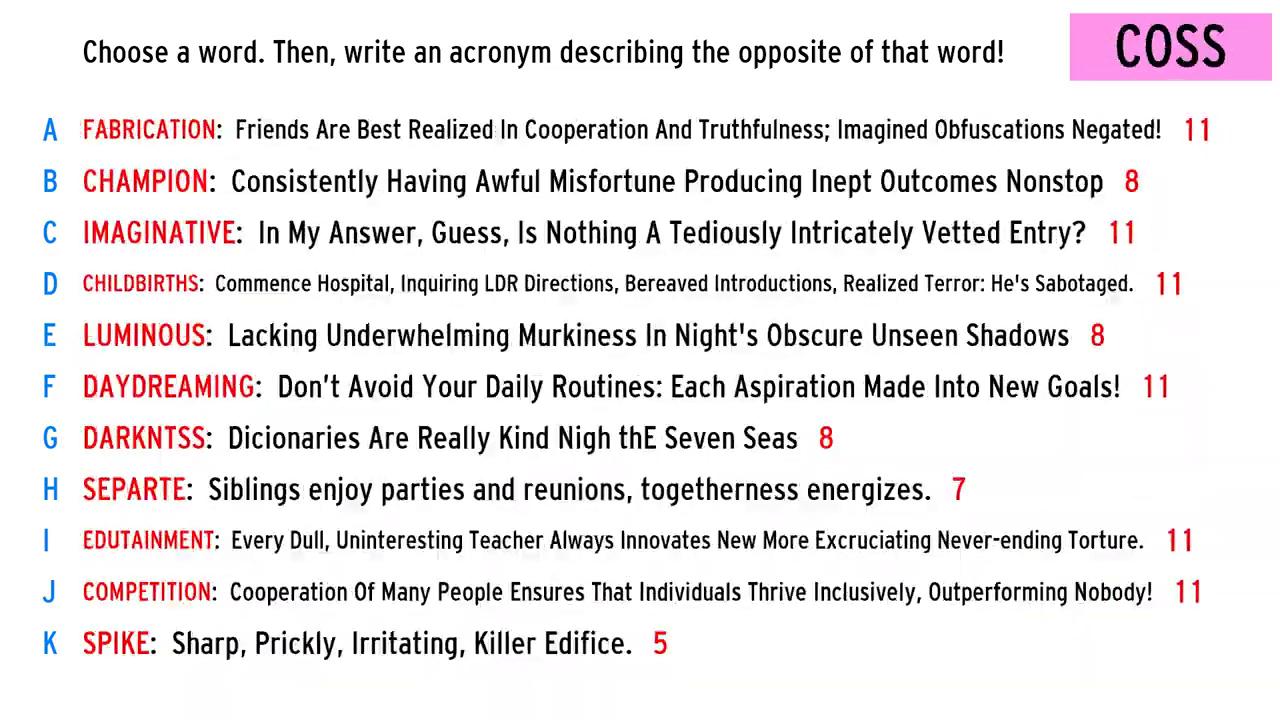 Choose a word. Then, write an acronym describing the opposite of that word!
COSS
A FABRICATION: Friends Are Best Realized In Cooperation And Truthfulness; Imagined Obfuscations Negated! 11
B CHAMPION: Consistently Having Awful Misfortune Producing Inept Outcomes Nonstop 8
C IMAGINATIVE: In My Answer, Guess, Is Nothing A Tediously Intricately Vetted Entry? 11
D CHILDBIRTHS: Commence Hospital, Inquiring LDR Directions, Bereaved Introductions, Realized Terror: He's Sabotaged. 11
E LUMINOUS: Lacking Underwhelming Murkiness In Night's Obscure Unseen Shadows 8
F DAYDREAMING: Don’t Avoid Your Daily Routines: Each Aspiration Made Into New Goals! 11
G DARKNTSS: Dicionaries Are Really Kind Nigh thE Seven Seas 8
H SEPARTE: Siblings enjoy parties and reunions, togetherness energizes. 7
I EDUTAINMENT: Every Dull, Uninteresting Teacher Always Innovates New More Excruciating Never-ending Torture. 11
J COMPETITION: Cooperation Of Many People Ensures That Individuals Thrive Inclusively, Outperforming Nobody! 11
K SPIKE: Sharp, Prickly, Irritating, Killer Edifice. 5